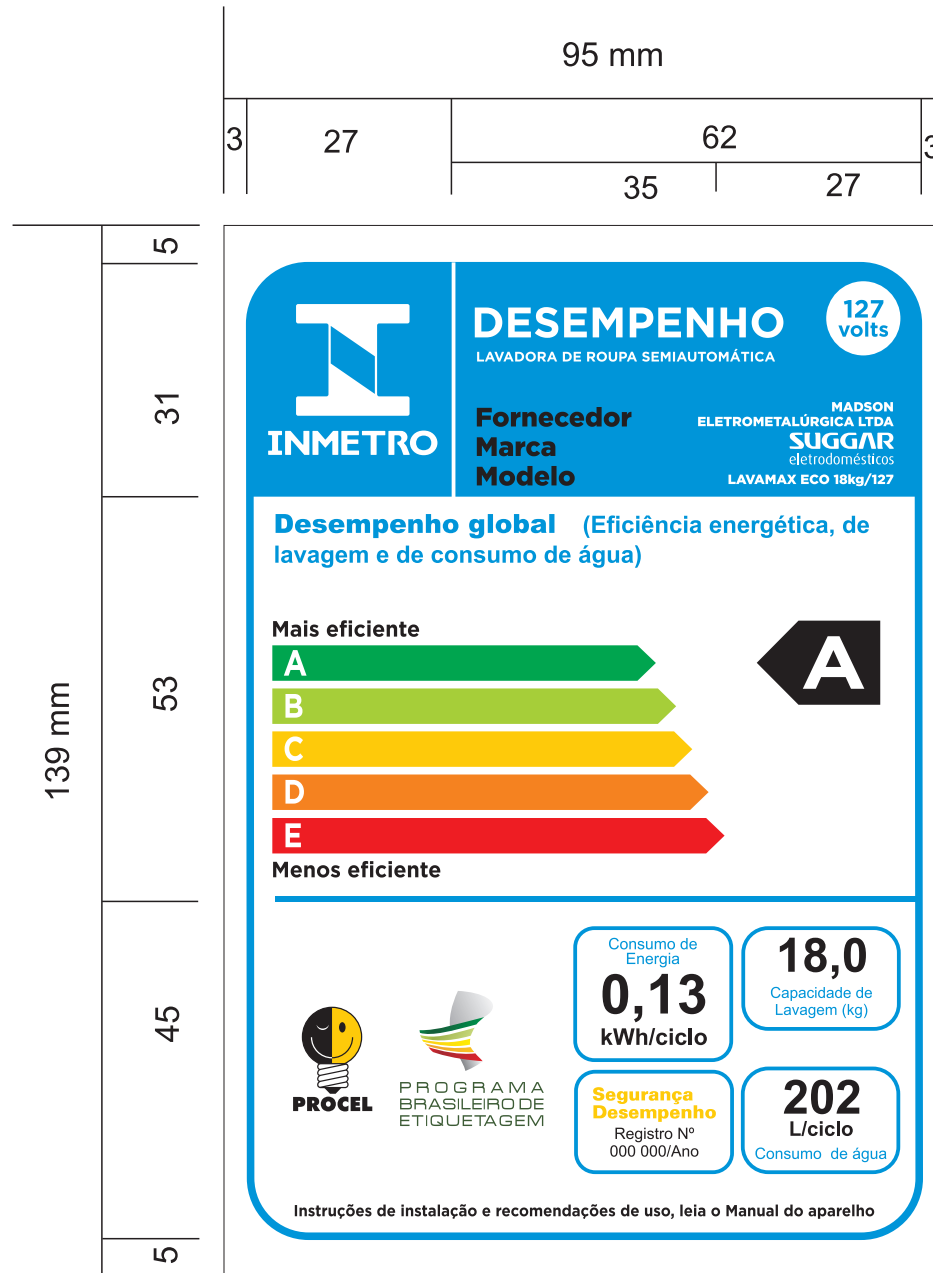 95 mm
3
27
62
3
35
27
5
31
53
139 mm
45
5
INMETRO
DESEMPENHO
LAVADORA DE ROUPA SEMIAUTOMÁTICA
127
volts
Fornecedor
Marca
Modelo
MADSON
ELETROMETALÚRGICA LTDA
SUGGAR
eletrodomésticos
LAVAMAX ECO 18kg/127
Desempenho global (Eficiência energética, de
lavagem e de consumo de água)
Mais eficiente
A
B
C
D
E
Menos eficiente
A
PROCEL
PROGRAMA
BRASILEIRO DE
ETIQUETAGEM
Consumo de
Energia
0,13
kWh/ciclo
18,0
Capacidade de
Lavagem (kg)
Segurança
Desempenho
Registro Nº
000 000/Ano
202
L/ciclo
Consumo de água
Instruções de instalação e recomendações de uso, leia o Manual do aparelho